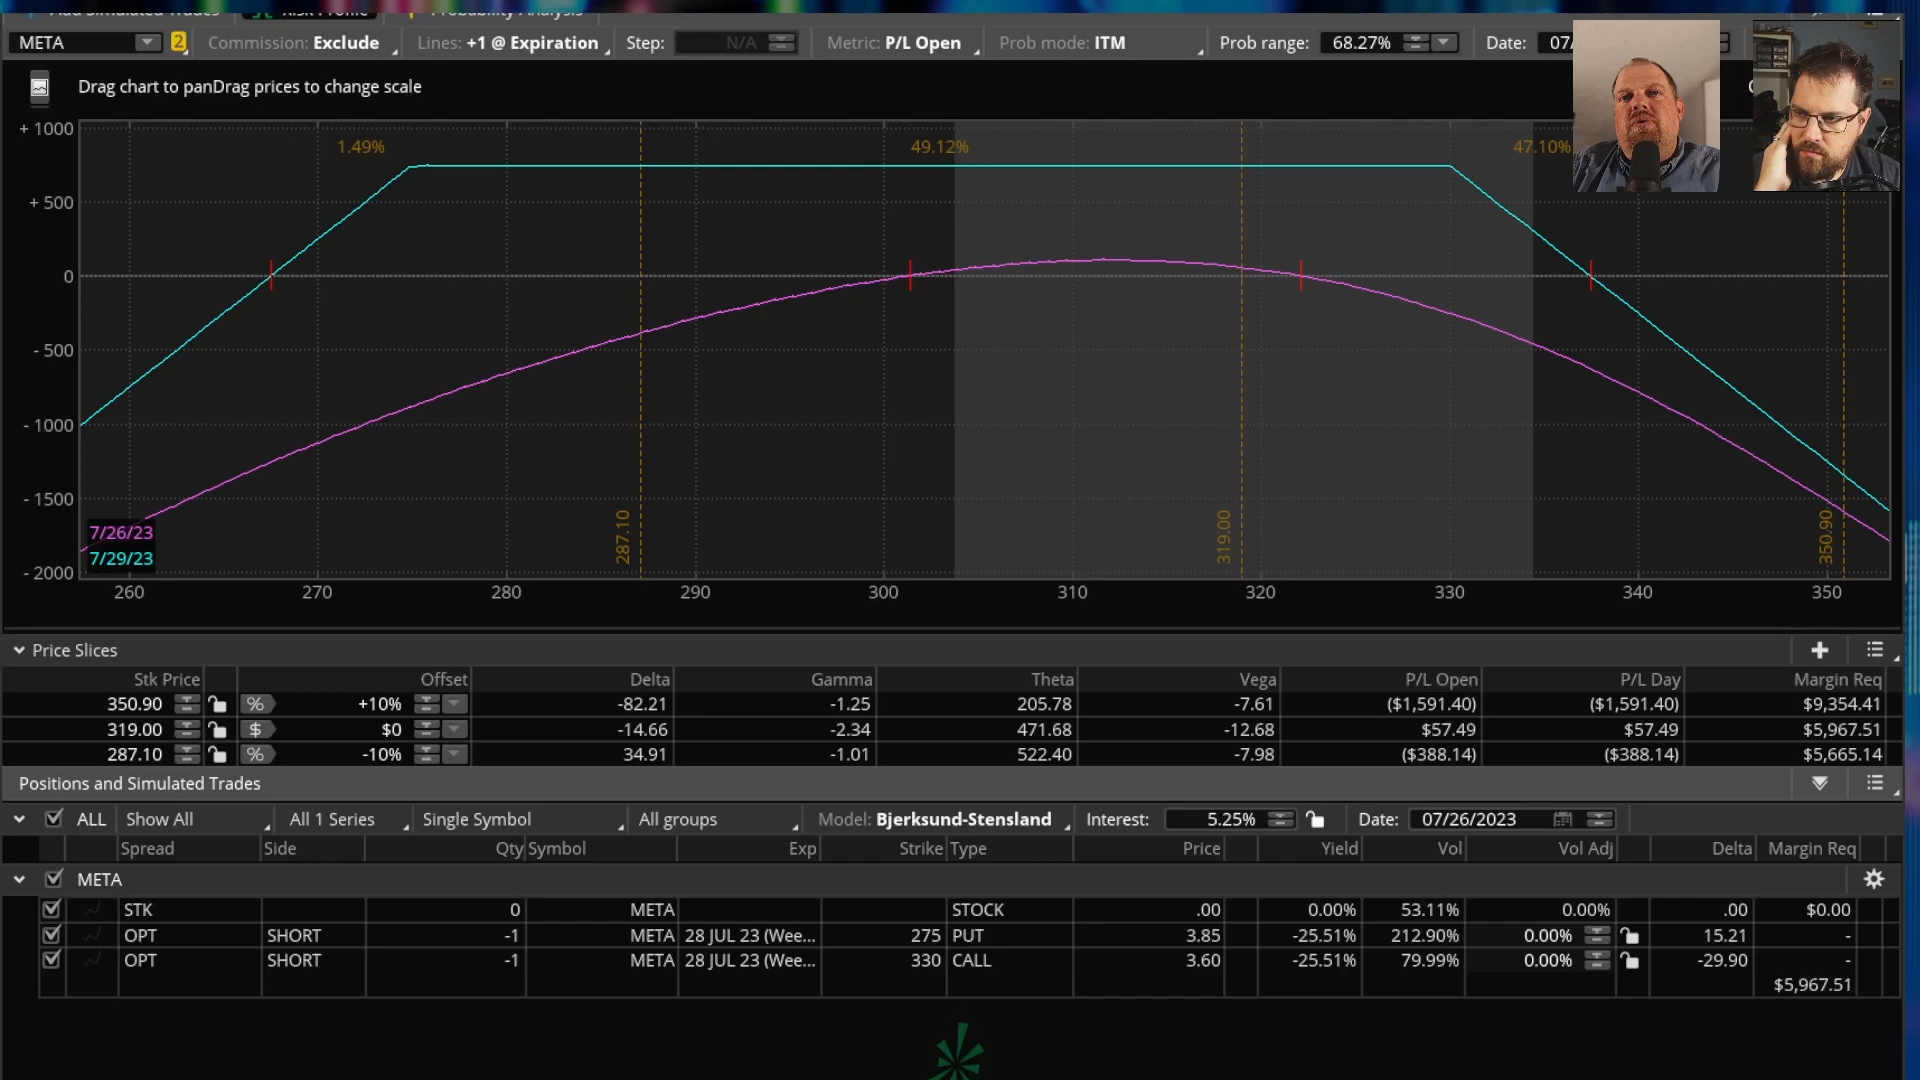 META 2 Commission: Exclude Lines: +1 @ Expiration Step: N/A Metric: P/L Open Prob mode: ITM Prob range: 68.27% Date: 07/
Drag chart to panDrag prices to change scale
+ 1000
+ 500
0
- 500
- 1000
- 1500
- 2000
1.49% 49.12% 47.10%
287.10 319.00 350.90
7/26/23
7/29/23
260 270 280 290 300 310 320 330 340 350
Price Slices
Stk Price Offset Delta Gamma Theta Vega P/L Open P/L Day Margin Req
350.90 % +10% -82.21 -1.25 205.78 -7.61 ($1,591.40) ($1,591.40) $9,354.41
319.00 $ $0 -14.66 -2.34 471.68 -12.68 $57.49 $57.49 $5,967.51
287.10 % -10% 34.91 -1.01 522.40 -7.98 ($388.14) ($388.14) $5,665.14
Positions and Simulated Trades
ALL Show All All 1 Series Single Symbol All groups Model: Bjerksund-Stensland Interest: 5.25% Date: 07/26/2023
Spread Side Qty Symbol Exp Strike Type Price Yield Vol Vol Adj Delta Margin Req
META
STK 0 META STOCK .00 0.00% 53.11% 0.00% .00 $0.00
OPT SHORT -1 META 28 JUL 23 (Wee... 275 PUT 3.85 -25.51% 212.90% 0.00% 15.21 -
OPT SHORT -1 META 28 JUL 23 (Wee... 330 CALL 3.60 -25.51% 79.99% 0.00% -29.90 -
$5,967.51